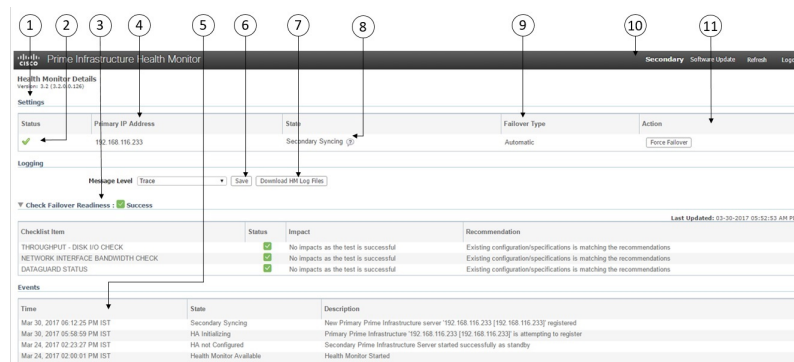 1 2 3 4 5 6 7 8 9 10 11
CISCO Prime Infrastructure Health Monitor Secondary Software Update Refresh
Health Monitor Details
Version: 3.2 (3.2.0.0.126)
Settings
Status Primary IP Address State Failover Type Action
192.168.116.233 Secondary Syncing ? Automatic Force Failover
Logging
Message Level Trace Save Download HM Log Files
Check Failover Readiness : Success
Last Updated: 03-30-2017 05:52:53 AM
Checklist Item Status Impact Recommendation
THROUGHPUT - DISK I/O CHECK No impacts as the test is successful Existing configuration/specifications is matching the recommendations
NETWORK INTERFACE BANDWIDTH CHECK No impacts as the test is successful Existing configuration/specifications is matching the recommendations
DATAGUARD STATUS No impacts as the test is successful Existing configuration/specifications is matching the recommendations
Events
Time State Description
Mar 30, 2017 06:12:25 PM IST Secondary Syncing New Primary Prime Infrastructure server '192.168.116.233 [192.168.116.233]' registered
Mar 30, 2017 05:58:59 PM IST HA Initializing Primary Prime Infrastructure '192.168.116.233 [192.168.116.233]' is attempting to register
Mar 24, 2017 02:23:27 PM IST HA not Configured Secondary Prime Infrastructure Server started successfully as standby
Mar 24, 2017 02:00:01 PM IST Health Monitor Available Health Monitor Started